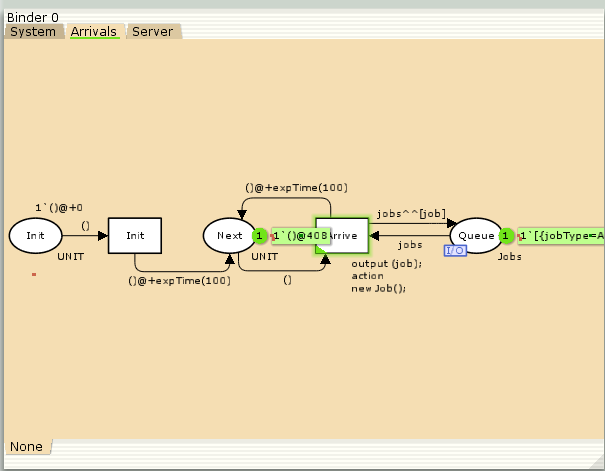 Binder 0
System Arrivals Server
()@+expTime(100)
1`()@+0
jobs^^[job]
()
Init Init Next 1 1`()@408 Arrive Queue 1 1`[{jobType=A
jobs
I/O
UNIT UNIT Jobs
output (job);
()@+expTime(100) () action
new Job();
None